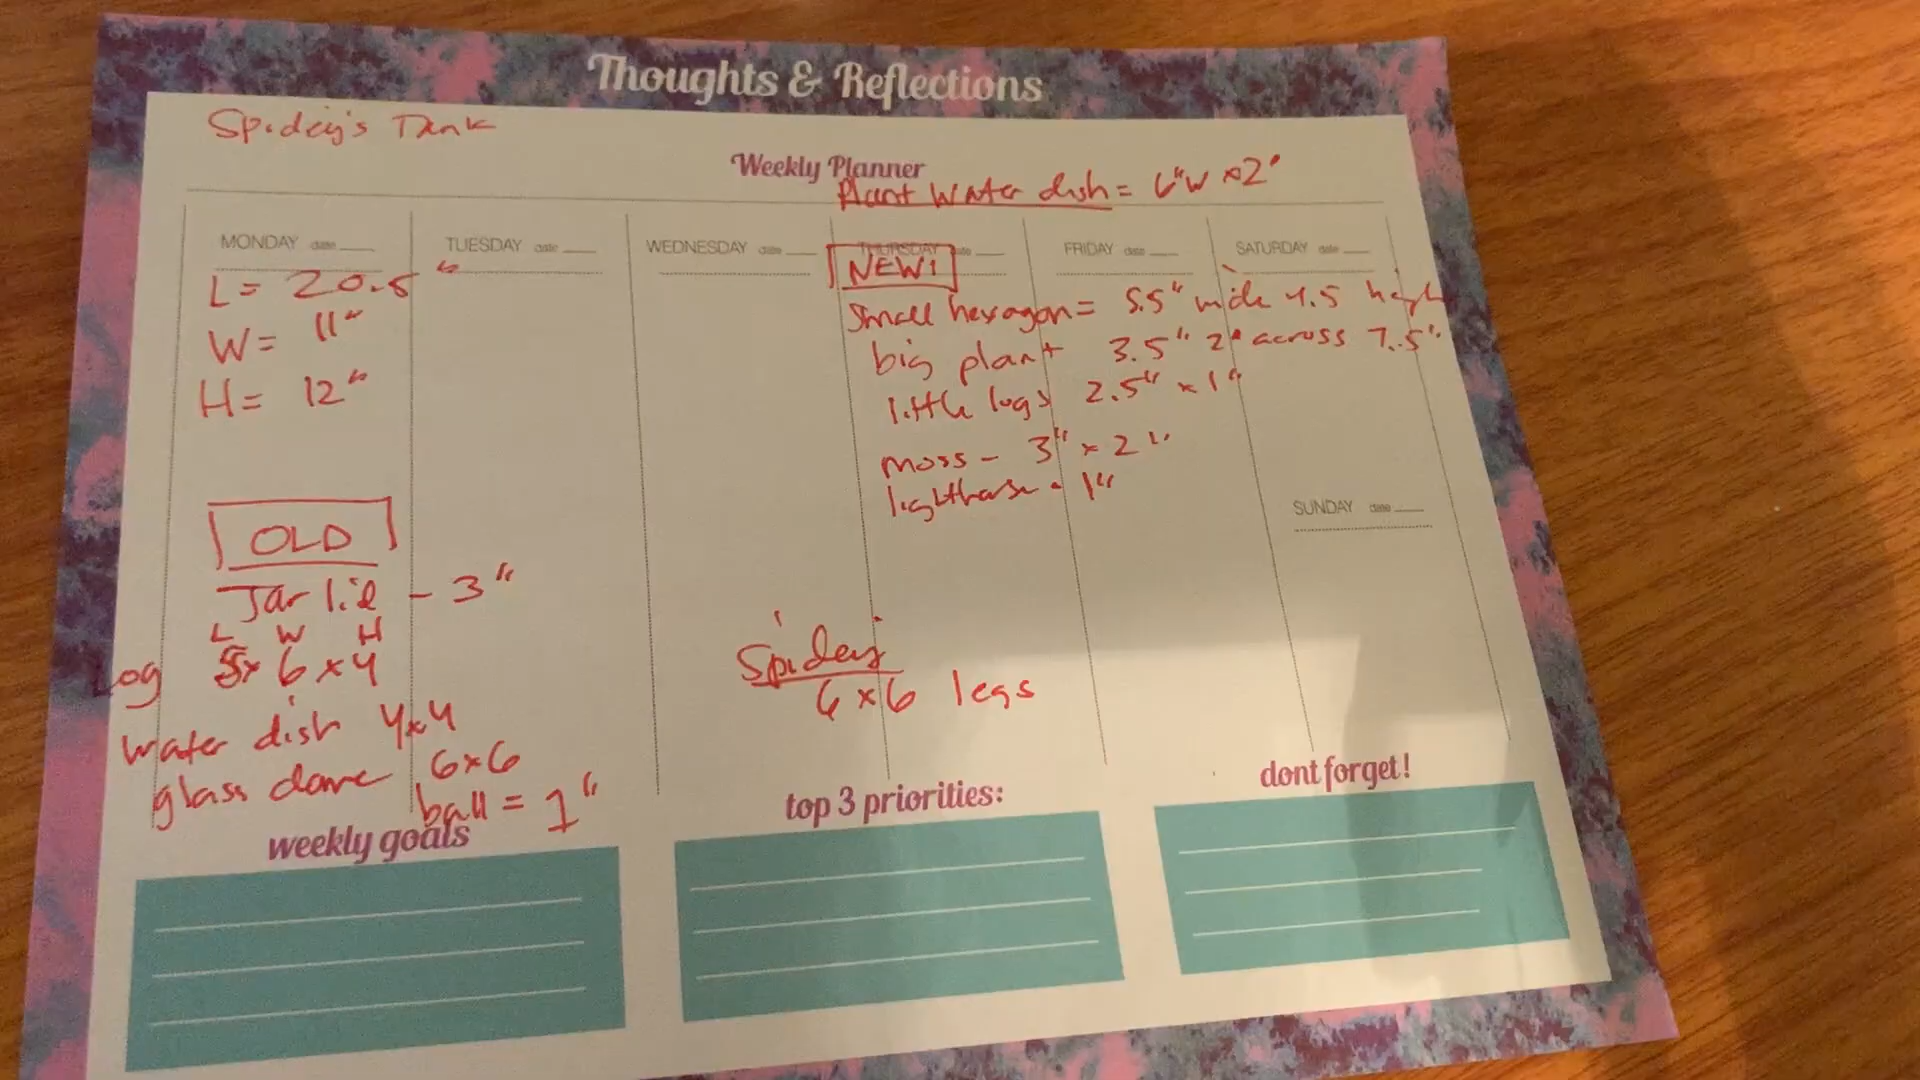 Thoughts & Reflections
Spidey's Tank
Weekly Planner
Plant Water dish = 6"W x 2"
MONDAY date
TUESDAY date
WEDNESDAY date
THURSDAY date
FRIDAY date
SATURDAY date
NEW!
L= 20.5"
W= 11"
H= 12"
Small hexagon = 5.5" wide 4.5 high
big plant 3.5" 2" across 7.5"
little logs 2.5" x 1"
moss - 3" x 2"
lighthouse - 1"
SUNDAY date
OLD
Jar lid - 3"
L W H
Log 5x 6 x 4
water dish 4x4
glass dome 6x6
ball = 1"
Spidey
6 x 6 legs
weekly goals
top 3 priorities:
dont forget!